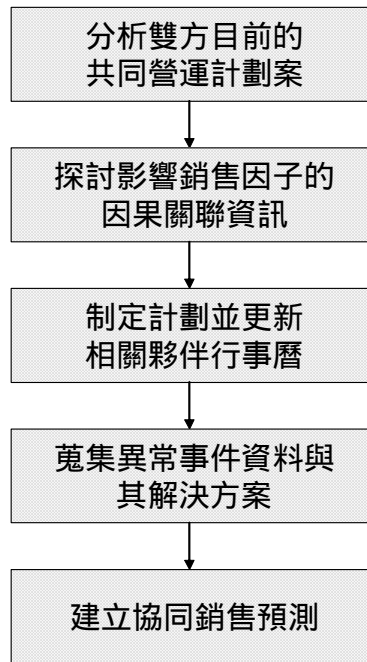 分析雙方目前的
共同營運計劃案
探討影響銷售因子的
因果關聯資訊
制定計劃並更新
相關夥伴行事曆
蒐集異常事件資料與
其解決方案
建立協同銷售預測